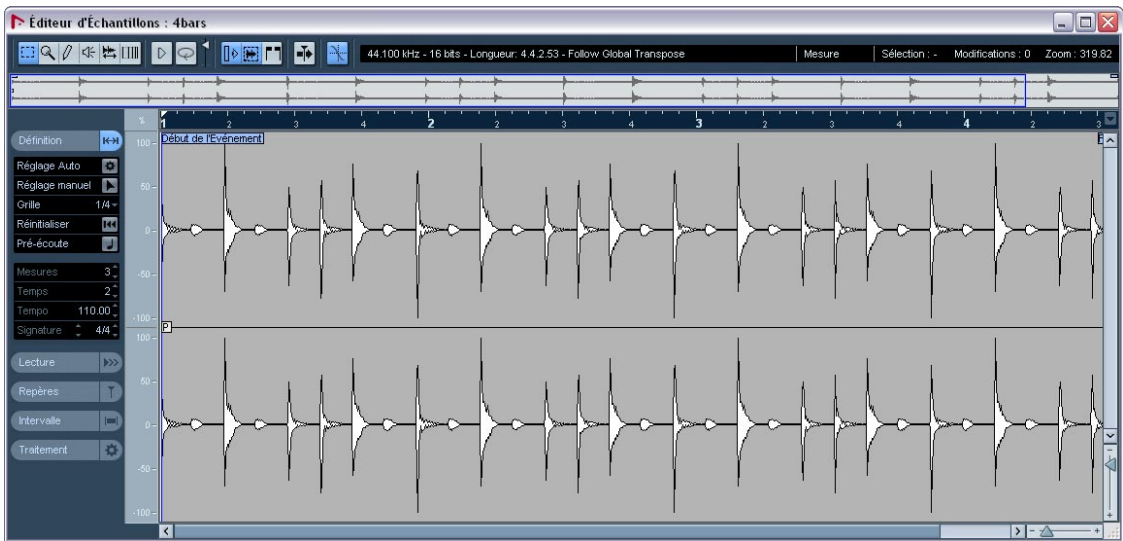 Éditeur d'Échantillons : 4bars
44.100 kHz - 16 bits - Longueur: 4.4.2.53 - Follow Global Transpose Mesure Sélection : - Modifications : 0 Zoom : 319.82
% 1 2 3 4 2 2 3 4 3 2 3 4 4 2 3
Définition
Début de l'Evénement
Réglage Auto
Réglage manuel
Grille 1/4
Réinitialiser
Pré-écoute
Mesures 3
Temps 2
Tempo 110.00
Signature 4/4
Lecture
Repères
Intervalle
Traitement
100
50
0
-50
-100
P
100
50
0
-50
-100